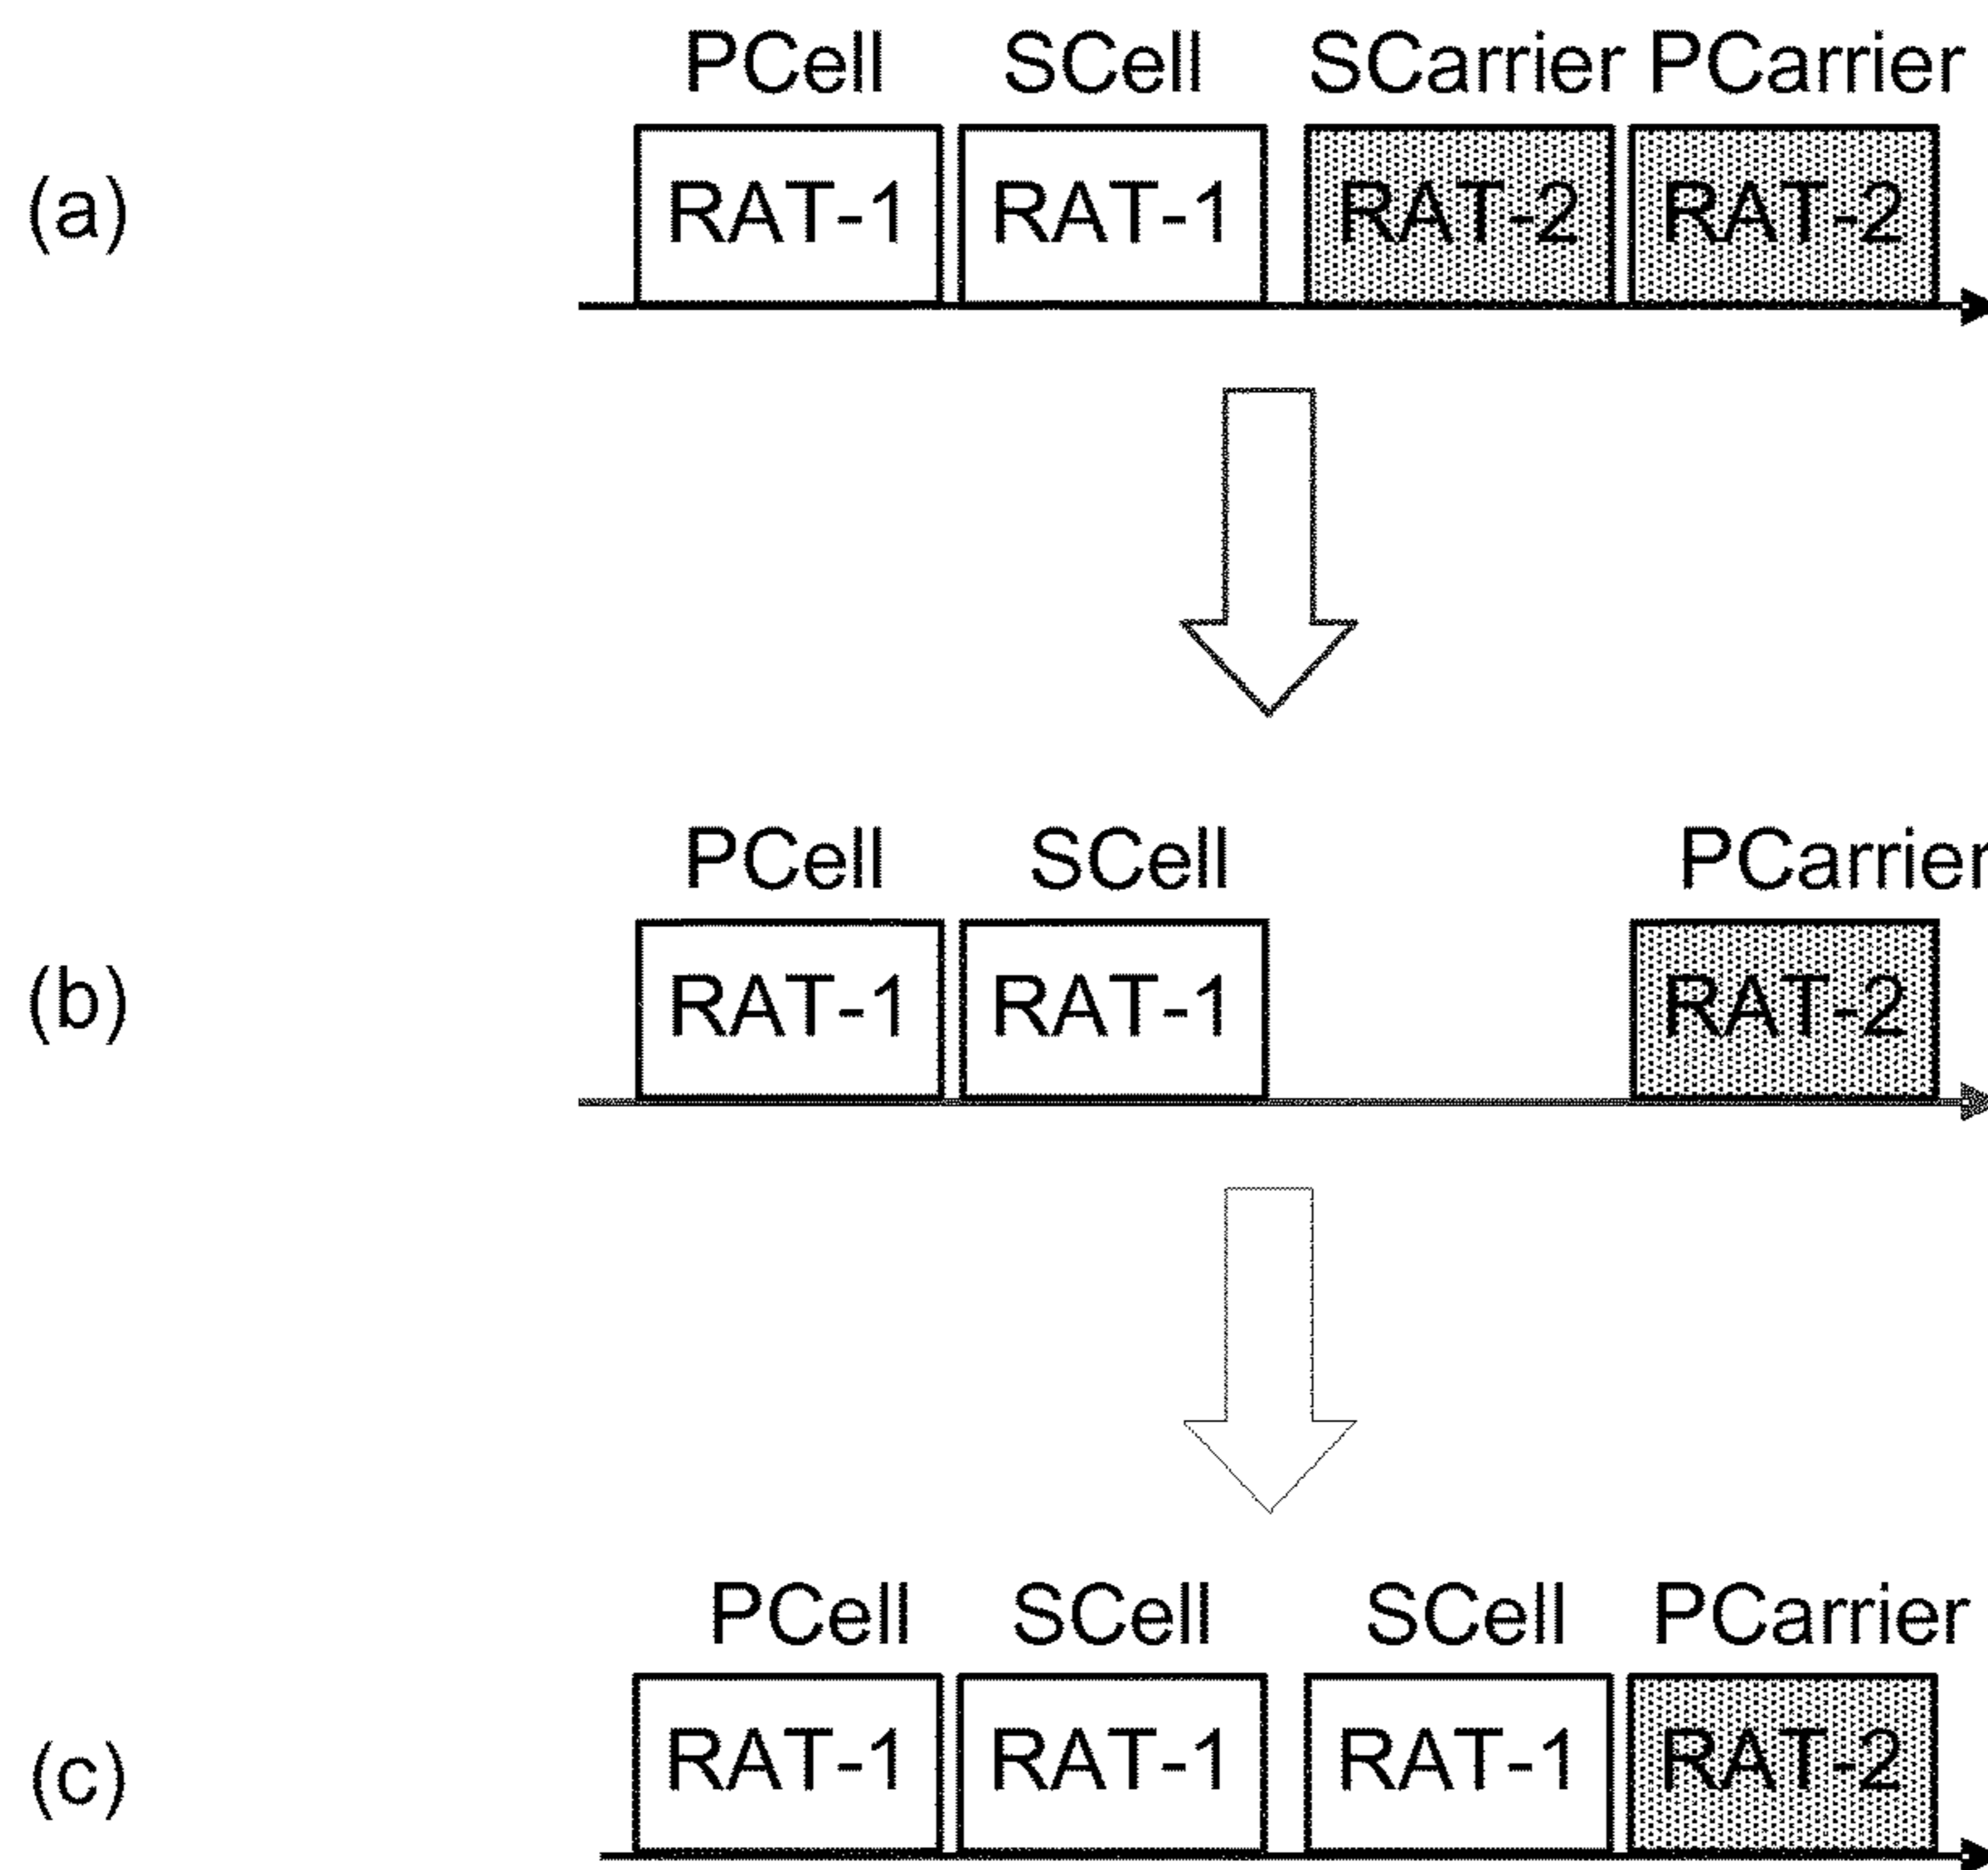 PCell SCell SCarrier PCarrier
(a) RAT-1 RAT-1 RAT-2 RAT-2
PCell SCell PCarrier
(b) RAT-1 RAT-1 RAT-2
PCell SCell SCell PCarrier
(c) RAT-1 RAT-1 RAT-1 RAT-2